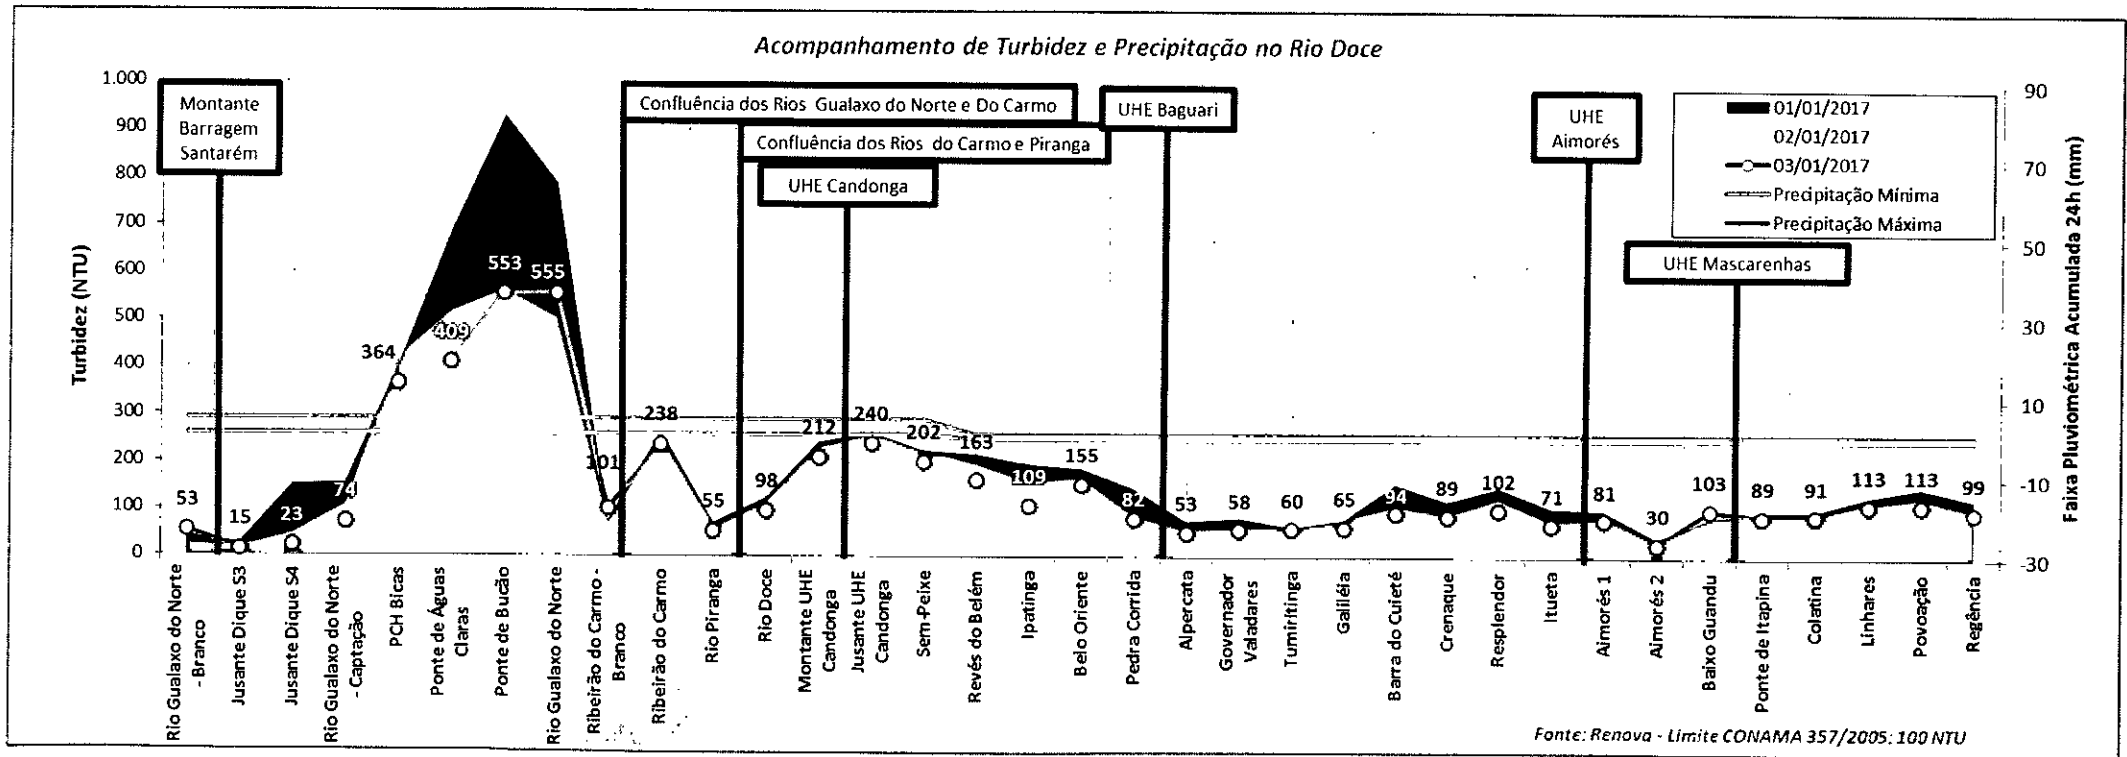 Acompanhamento de Turbidez e Precipitação no Rio Doce
Turbidez (NTU)
1.000
900
800
700
600
500
400
300
200
100
0
Montante
Barragem
Santarém
Confluência dos Rios Gualaxo do Norte e Do Carmo
Confluência dos Rios do Carmo e Piranga
UHE Candonga
UHE Baguari
UHE
Aimorés
UHE Mascarenhas
01/01/2017
02/01/2017
03/01/2017
Precipitação Mínima
Precipitação Máxima
90
70
50
30
10
-10
-30
Faixa Pluviométrica Acumulada 24h (mm)
53
15
23
74
364
409
553
555
101
238
55
98
212
240
202
163
109
155
82
53
58
60
65
94
89
102
71
81
30
103
89
91
113
113
99
Rio Gualaxo do Norte
- Branco
Jusante Dique S3
Jusante Dique S4
Rio Gualaxo do Norte
- Captação
PCH Bicas
Ponte de Águas
Claras
Ponte de Bucão
Rio Gualaxo do Norte
Ribeirão do Carmo -
Branco
Ribeirão do Carmo
Rio Piranga
Rio Doce
Montante UHE
Candonga
Jusante UHE
Candonga
Sem-Peixe
Revés do Belém
Ipatinga
Belo Oriente
Pedra Corrida
Alpercata
Governador
Valadares
Tumiritinga
Galiléia
Barra do Cuieté
Crenaque
Resplendor
Itueta
Aimorés 1
Aimorés 2
Baixo Guandu
Ponte de Itapina
Colatina
Linhares
Povoação
Regência
Fonte: Renova - Limite CONAMA 357/2005: 100 NTU